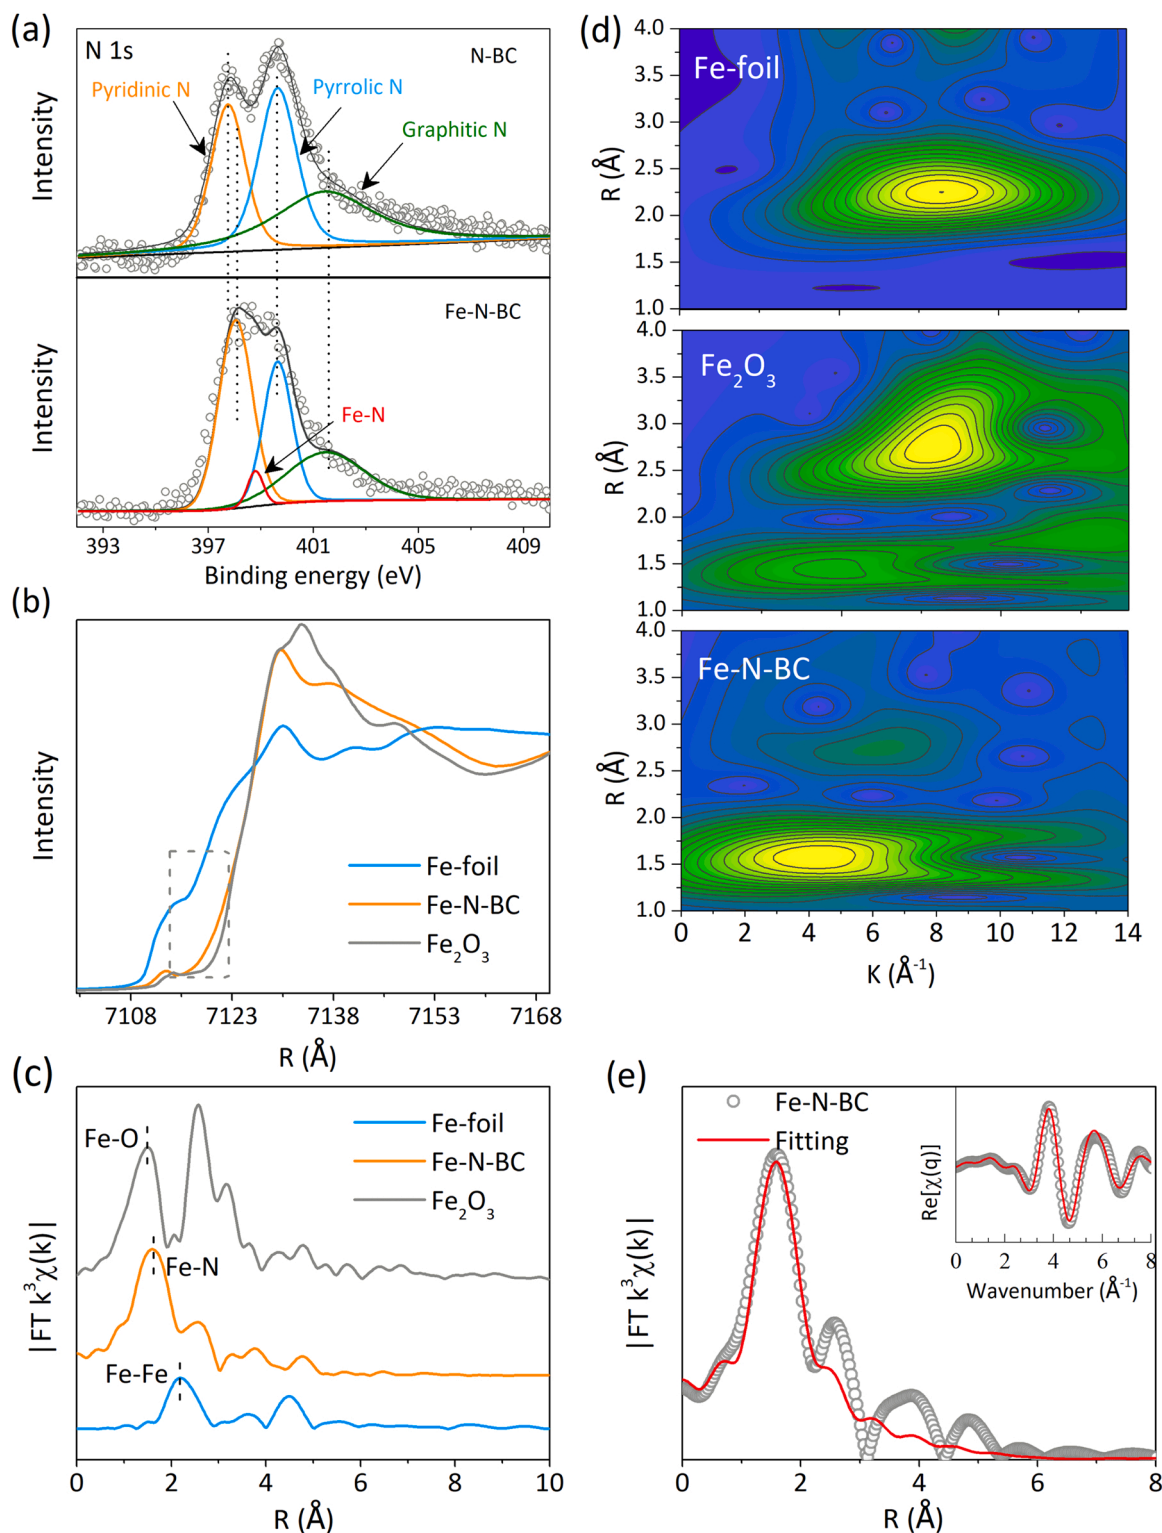 (a)
N 1s
N-BC
Pyridinic N
Pyrrolic N
Graphitic N
Intensity
Fe-N-BC
Fe-N
Intensity
393 397 401 405 409
Binding energy (eV)
(b)
Intensity
Fe-foil
Fe-N-BC
Fe₂O₃
7108 7123 7138 7153 7168
R (Å)
(c)
Fe-O
Fe-N
Fe-Fe
Fe-foil
Fe-N-BC
Fe₂O₃
|FT k³χ(k)|
0 2 4 6 8 10
R (Å)
(d)
Fe-foil
4.0
3.5
3.0
2.5
2.0
1.5
1.0
R (Å)
Fe₂O₃
4.0
3.5
3.0
2.5
2.0
1.5
1.0
R (Å)
Fe-N-BC
4.0
3.5
3.0
2.5
2.0
1.5
1.0
R (Å)
0 2 4 6 8 10 12 14
K (Å⁻¹)
(e)
Fe-N-BC
Fitting
|FT k³χ(k)|
Re[χ(q)]
0 2 4 6 8
Wavenumber (Å⁻¹)
0 2 4 6 8
R (Å)